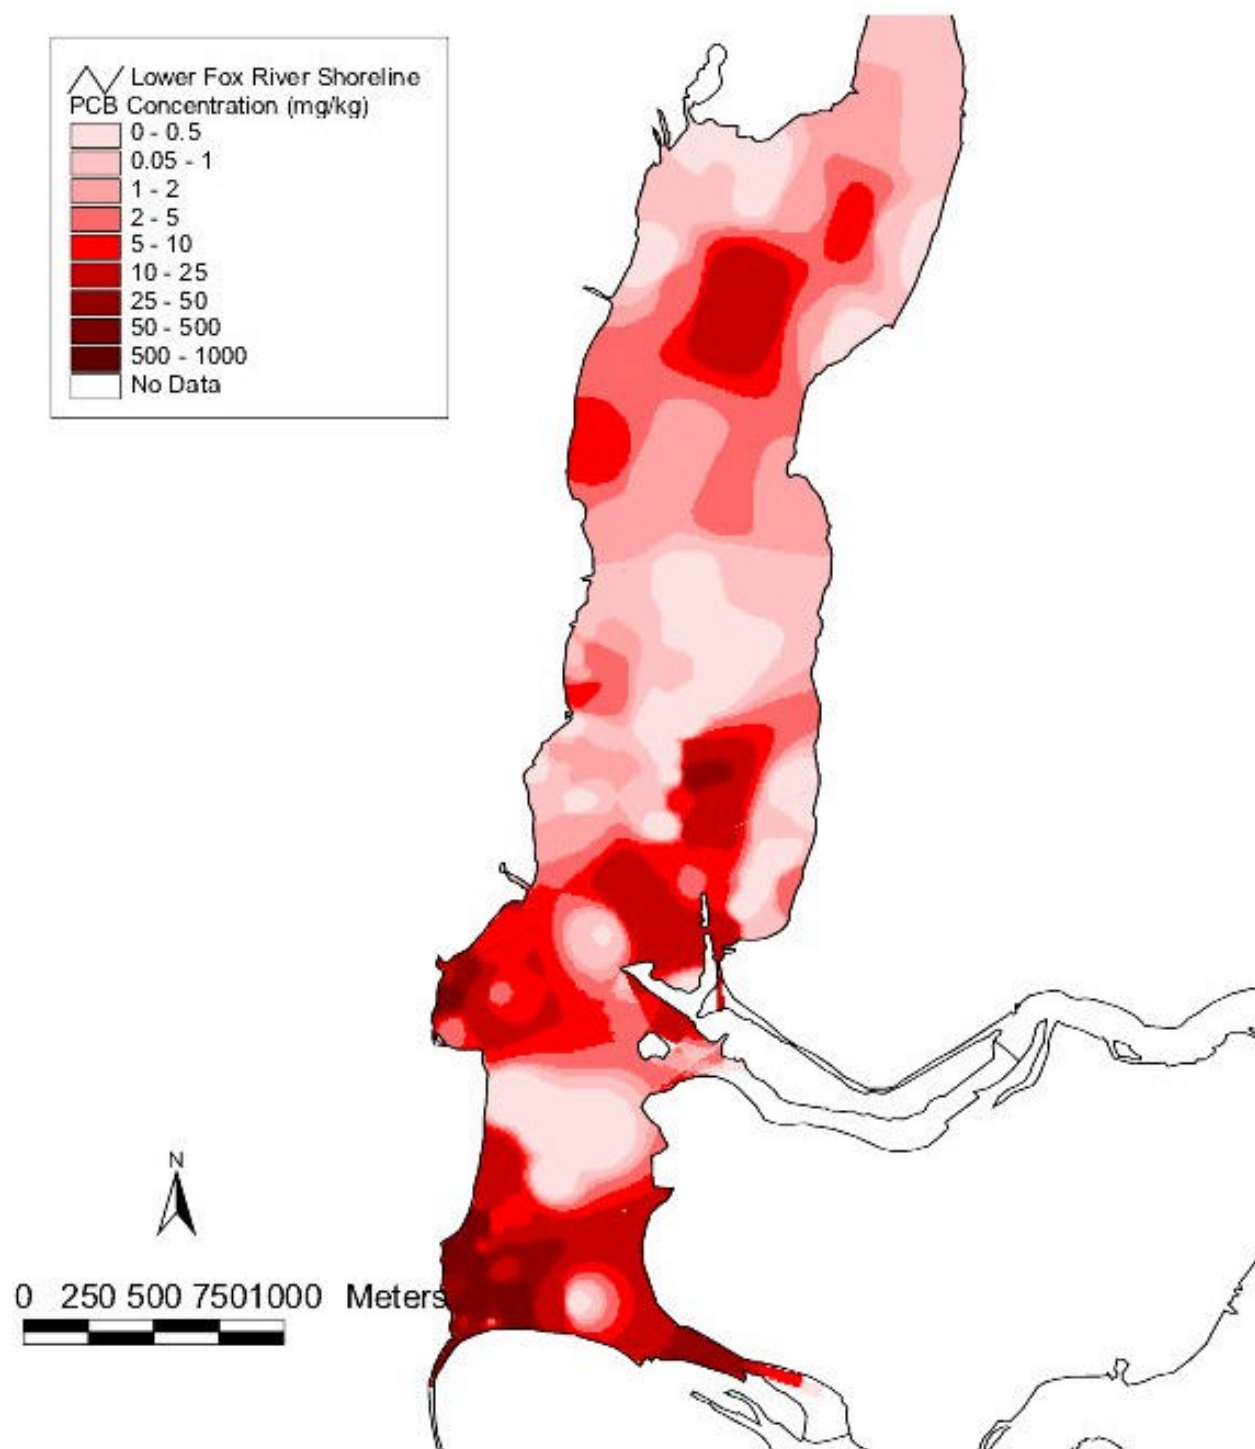 Lower Fox River Shoreline
PCB Concentration (mg/kg)
0 - 0.5
0.05 - 1
1 - 2
2 - 5
5 - 10
10 - 25
25 - 50
50 - 500
500 - 1000
No Data
N
0 250 500 7501000 Meters